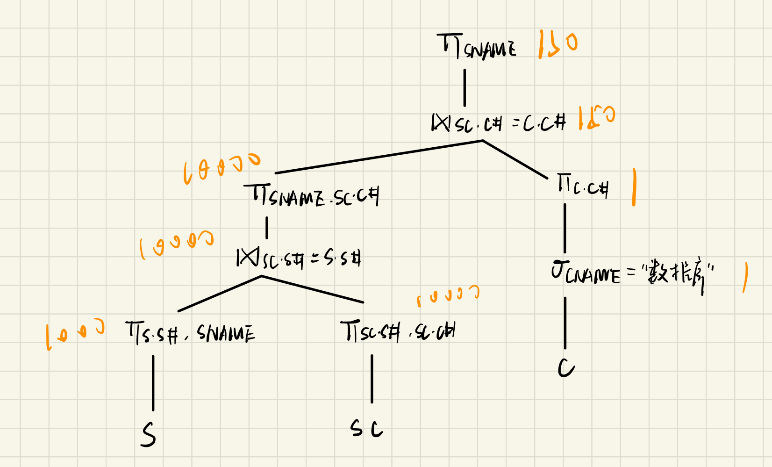 πSNAME 150
⋈SC.C# = C.C# 150
10000
πSNAME.SC.C#
πC.C# 1
10000
⋈SC.S# = S.S#
σCNAME = "数据库" 1
1000 πS.S#.SNAME
10000
πSC.S#.SC.C#
C
S
SC